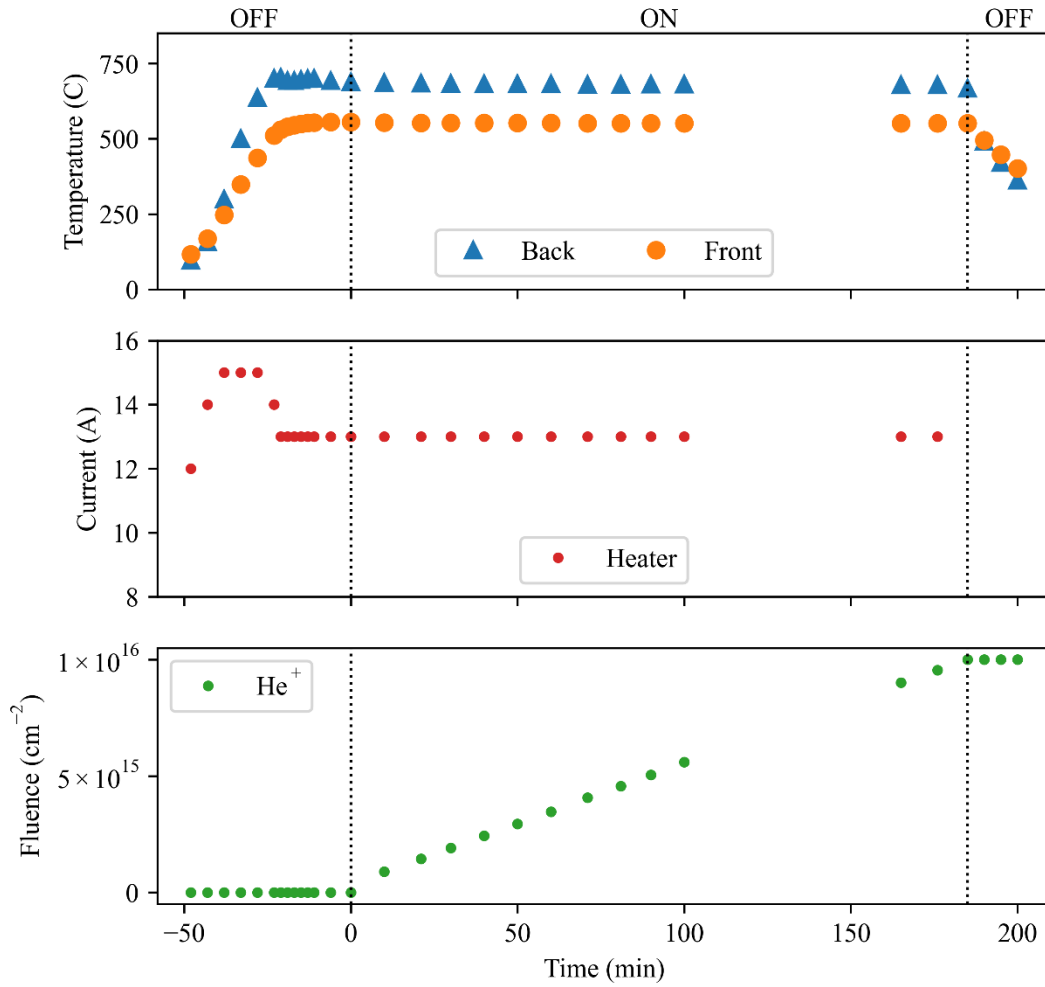 OFF ON OFF
Temperature (C)
750
500
250
0
Back Front
Current (A)
16
14
12
10
8
Heater
Fluence (cm⁻²)
1 × 10¹⁶
5 × 10¹⁵
0
He⁺
−50 0 50 100 150 200
Time (min)